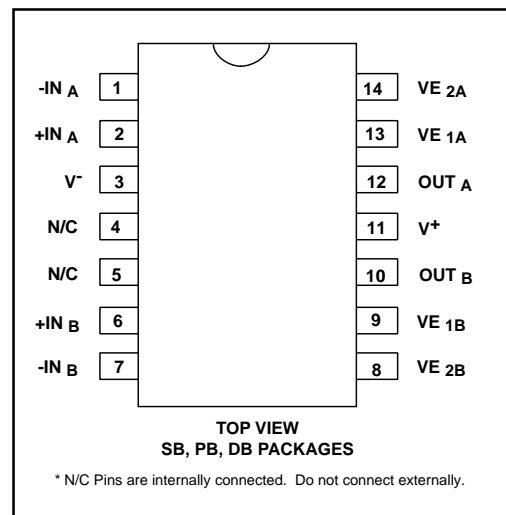 -IN A 1 14 VE 2A
+IN A 2 13 VE 1A
V- 3 12 OUT A
N/C 4 11 V+
N/C 5 10 OUT B
+IN B 6 9 VE 1B
-IN B 7 8 VE 2B
TOP VIEW
SB, PB, DB PACKAGES
* N/C Pins are internally connected. Do not connect externally.